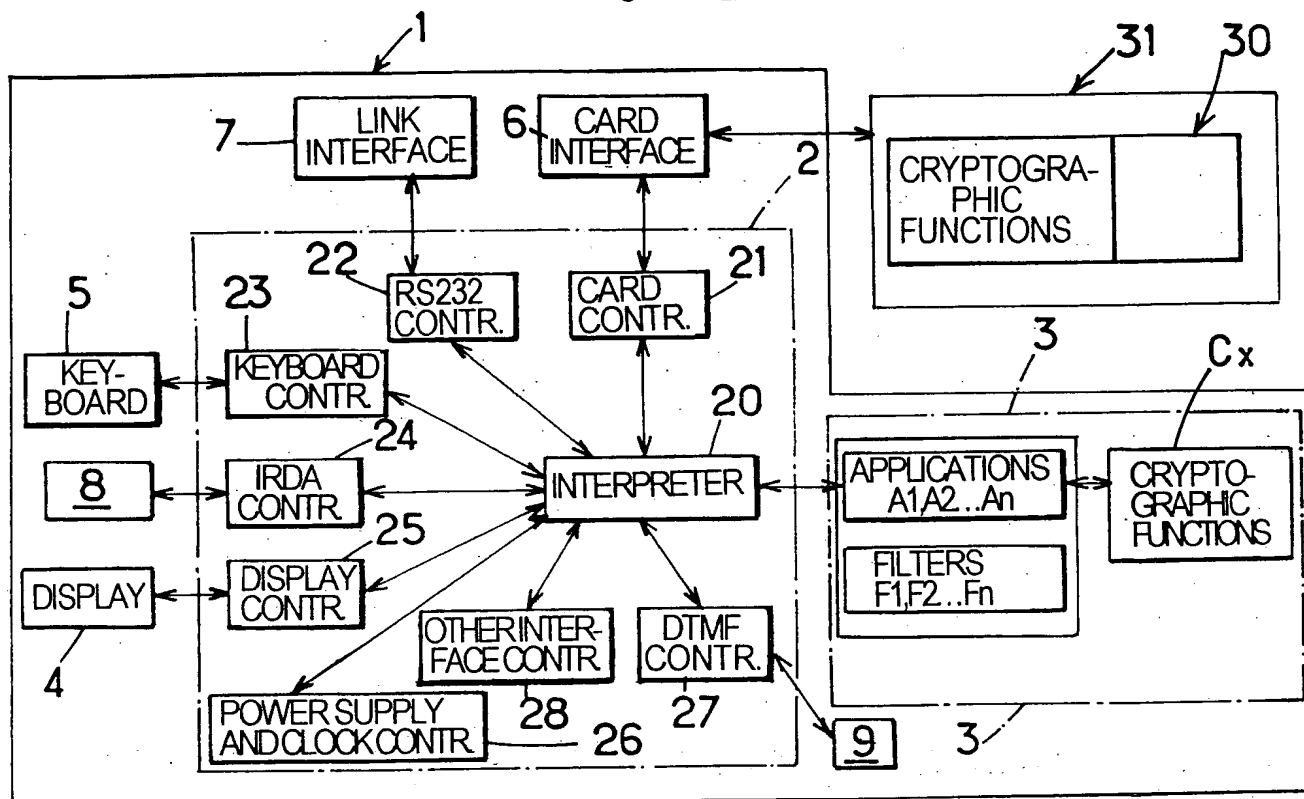 1
31
30
7
LINK
INTERFACE
6
CARD
INTERFACE
2
CRYPTOGRA-
PHIC
FUNCTIONS
22
RS232
CONTR.
21
CARD
CONTR.
5
KEY-
BOARD
23
KEYBOARD
CONTR.
3
Cx
24
20
8
IRDA
CONTR.
INTERPRETER
APPLICATIONS
A1,A2...An
CRYPTO-
GRAPHIC
FUNCTIONS
25
FILTERS
F1,F2...Fn
DISPLAY
DISPLAY
CONTR.
4
OTHER INTER-
FACE CONTR.
28
DTMF
CONTR.
27
POWER SUPPLY
AND CLOCK CONTR.
26
9
3